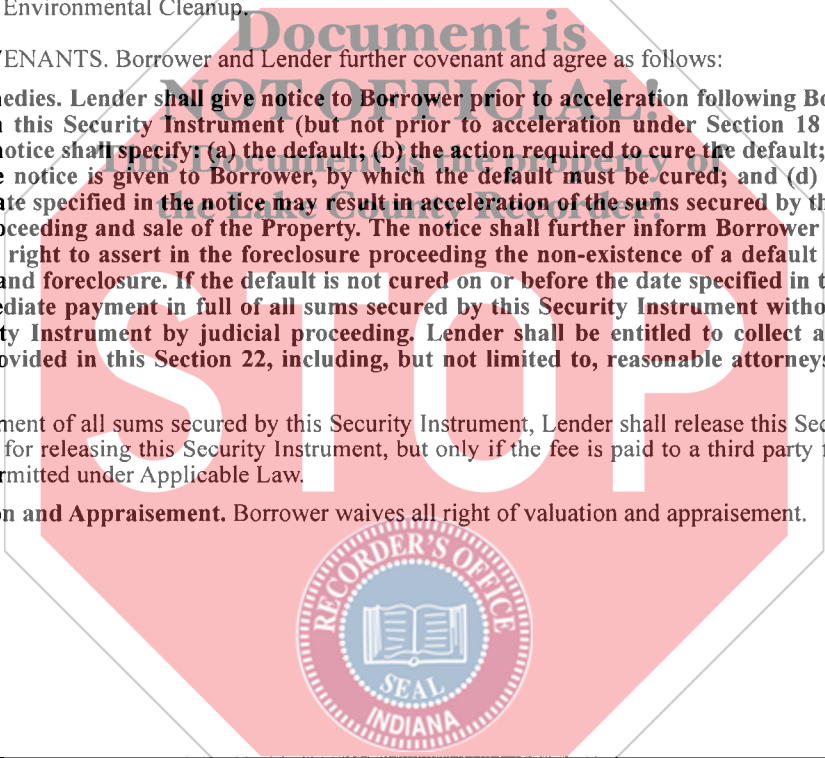 Environmental Cleanup.
Document is
VENANTS. Borrower and Lender further covenant and agree as follows:
NOT OFFICIAL!
nedies. Lender shall give notice to Borrower prior to acceleration following Bo
this Security Instrument (but not prior to acceleration under Section 18
notice shall specify: (a) the default; (b) the action required to cure the default;
This Document is the property of
notice is given to Borrower, by which the default must be cured; and (d)
ate specified in the notice may result in acceleration of the sums secured by th
the Lake County Recorder!
oceeding and sale of the Property. The notice shall further inform Borrower
right to assert in the foreclosure proceeding the non-existence of a default
and foreclosure. If the default is not cured on or before the date specified in t
ediate payment in full of all sums secured by this Security Instrument witho
ty Instrument by judicial proceeding. Lender shall be entitled to collect a
ovided in this Section 22, including, but not limited to, reasonable attorneys
STOP
ment of all sums secured by this Security Instrument, Lender shall release this Sec
for releasing this Security Instrument, but only if the fee is paid to a third party
rmitted under Applicable Law.
on and Appraisement. Borrower waives all right of valuation and appraisement.
RECORDER'S OFFICE
SEAL
INDIANA